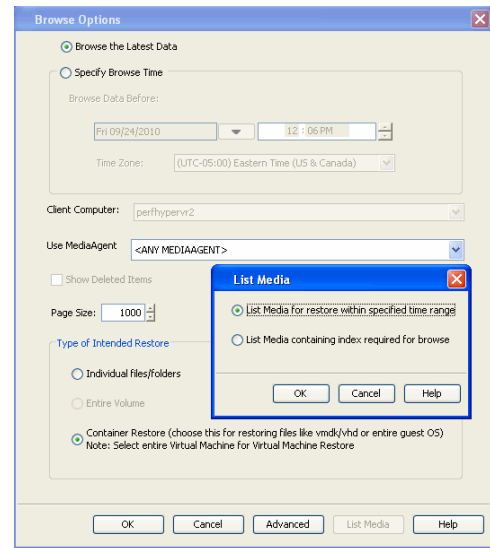 Browse Options
Browse the Latest Data
Specify Browse Time
Browse Data Before:
Fri 09/24/2010 12 : 06 PM
Time Zone: (UTC-05:00) Eastern Time (US & Canada)
Client Computer: perfhypervr2
Use MediaAgent <ANY MEDIAAGENT>
Show Deleted Items
List Media
Page Size: 1000
List Media for restore within specified time range
List Media containing index required for browse
OK Cancel Help
Type of Intended Restore
Individual files/folders
Entire Volume
Container Restore (choose this for restoring files like vmdk/vhd or entire guest OS)
Note: Select entire Virtual Machine for Virtual Machine Restore
OK Cancel Advanced List Media Help